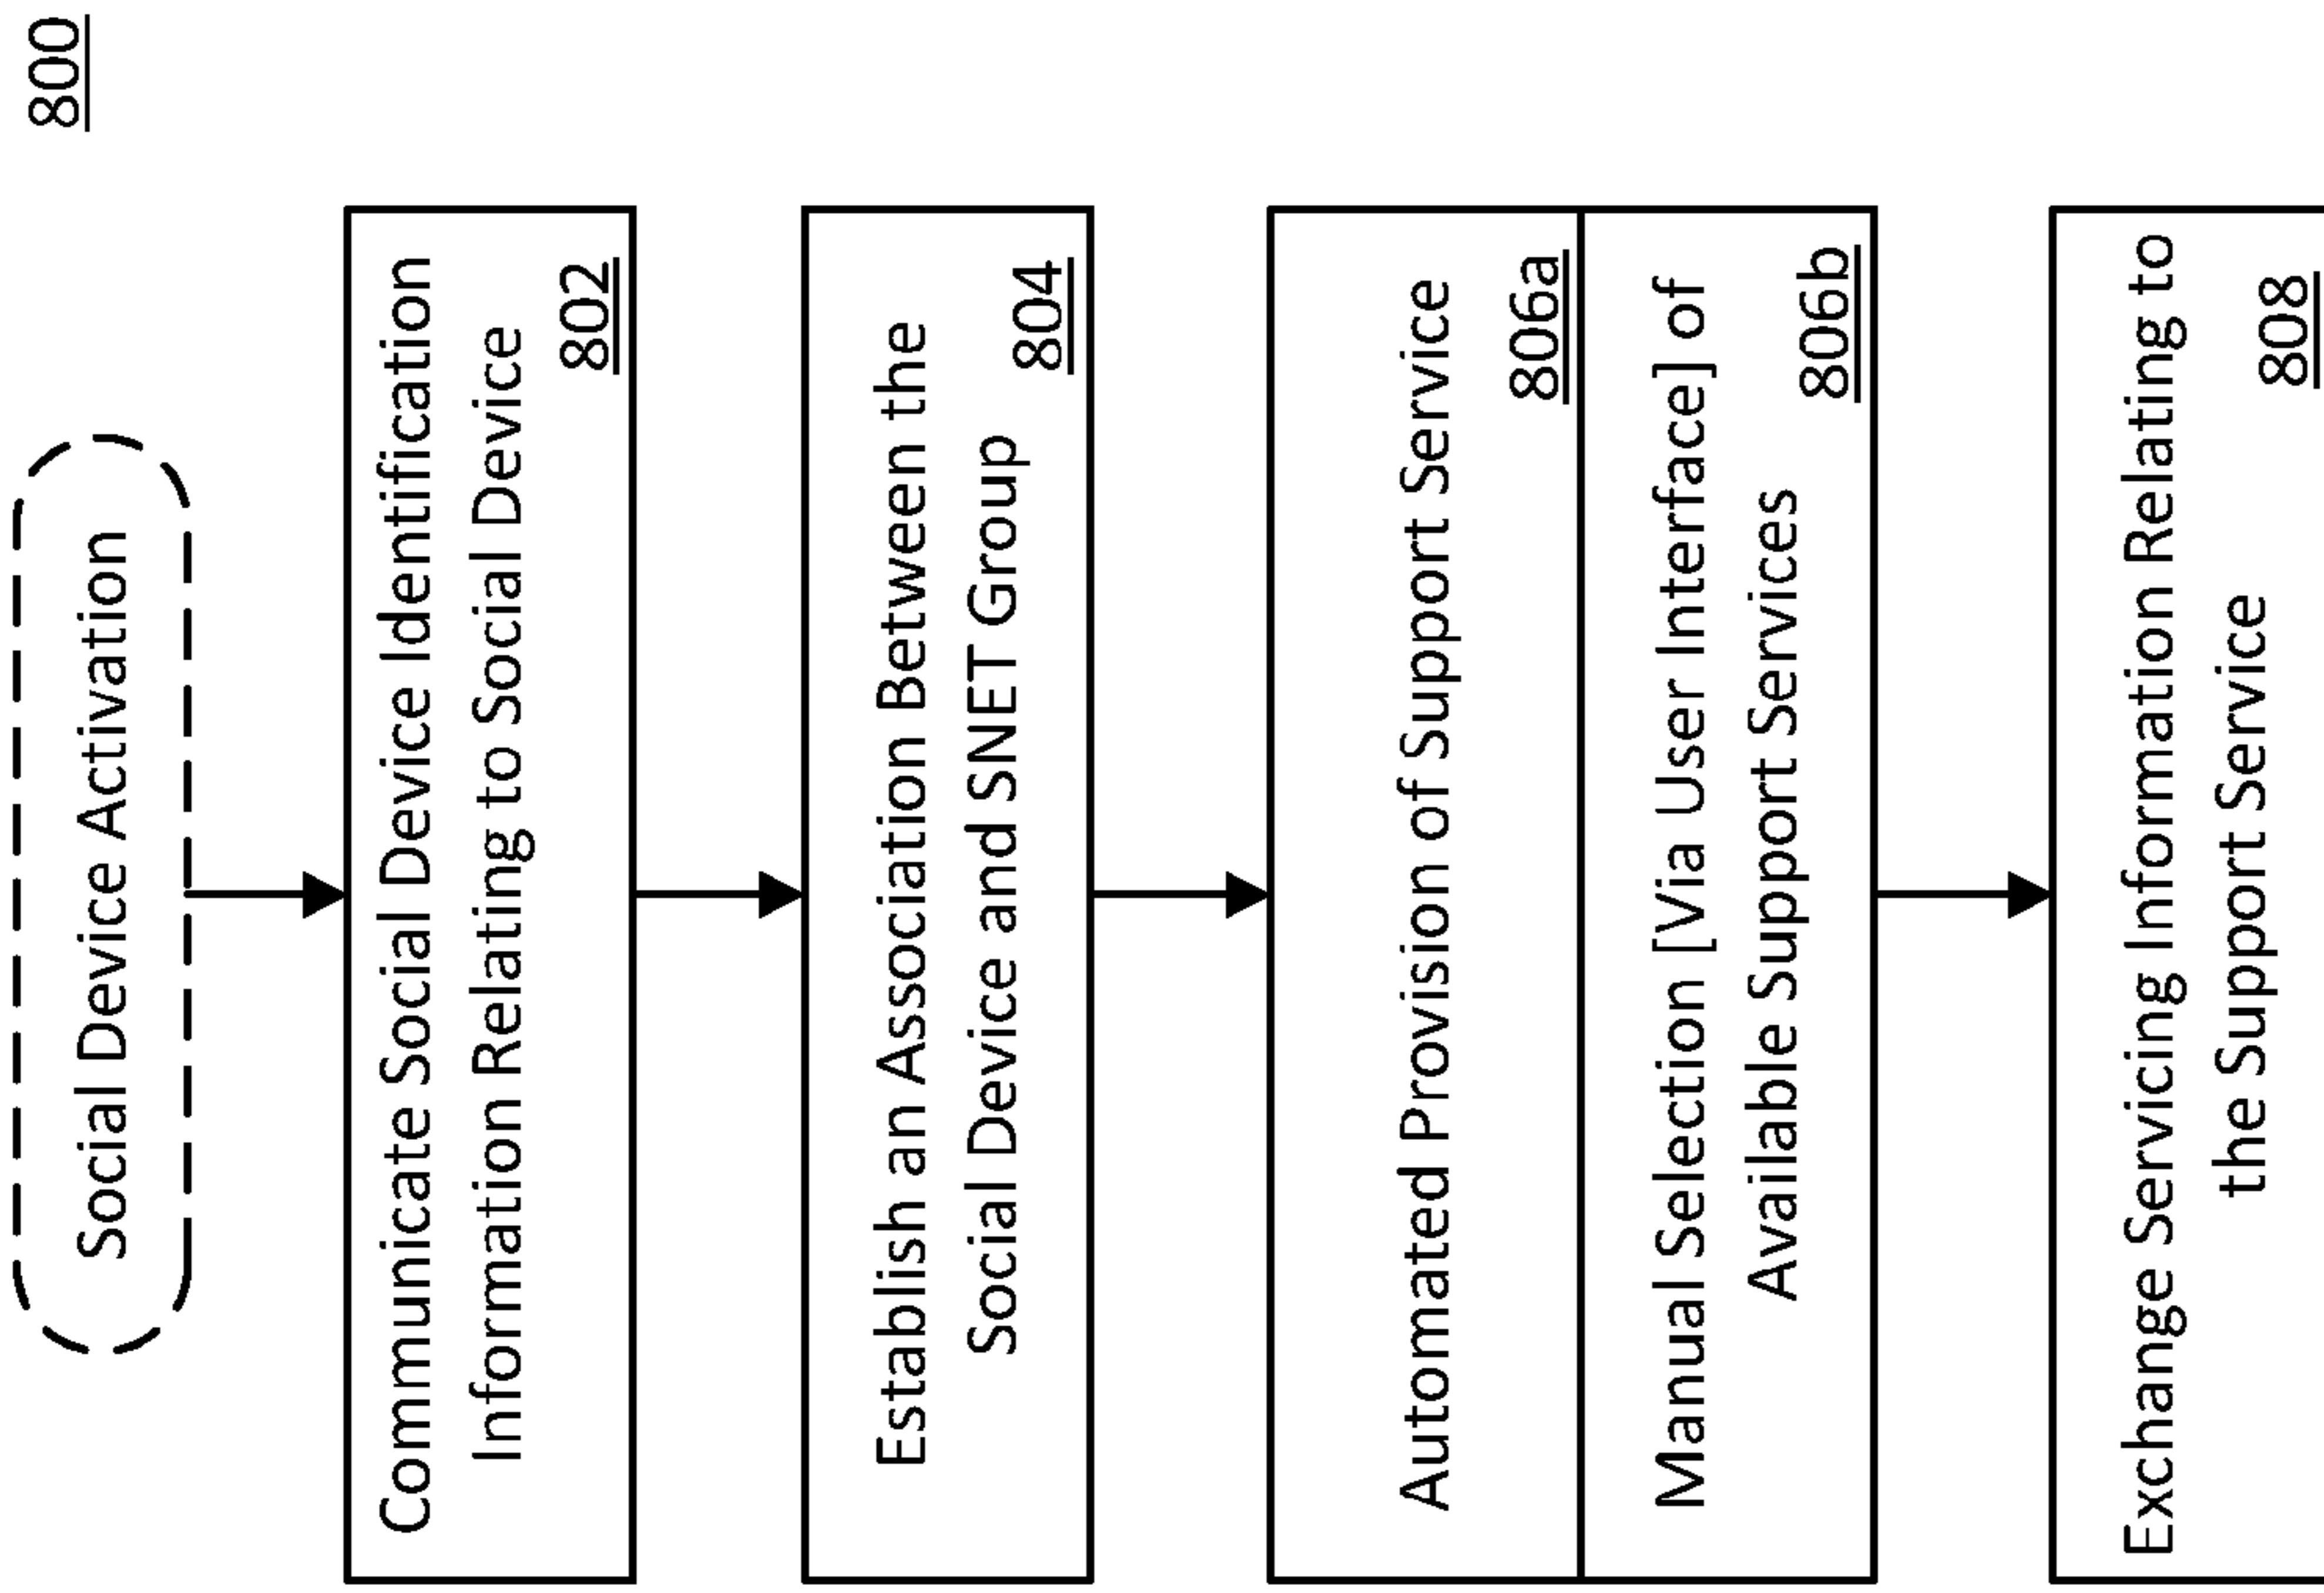 800
Social Device Activation
Communicate Social Device Identification
Information Relating to Social Device
802
Establish an Association Between the
Social Device and SNET Group
804
Automated Provision of Support Service
806a
Manual Selection [Via User Interface] of
Available Support Services
806b
Exchange Servicing Information Relating to
the Support Service
808